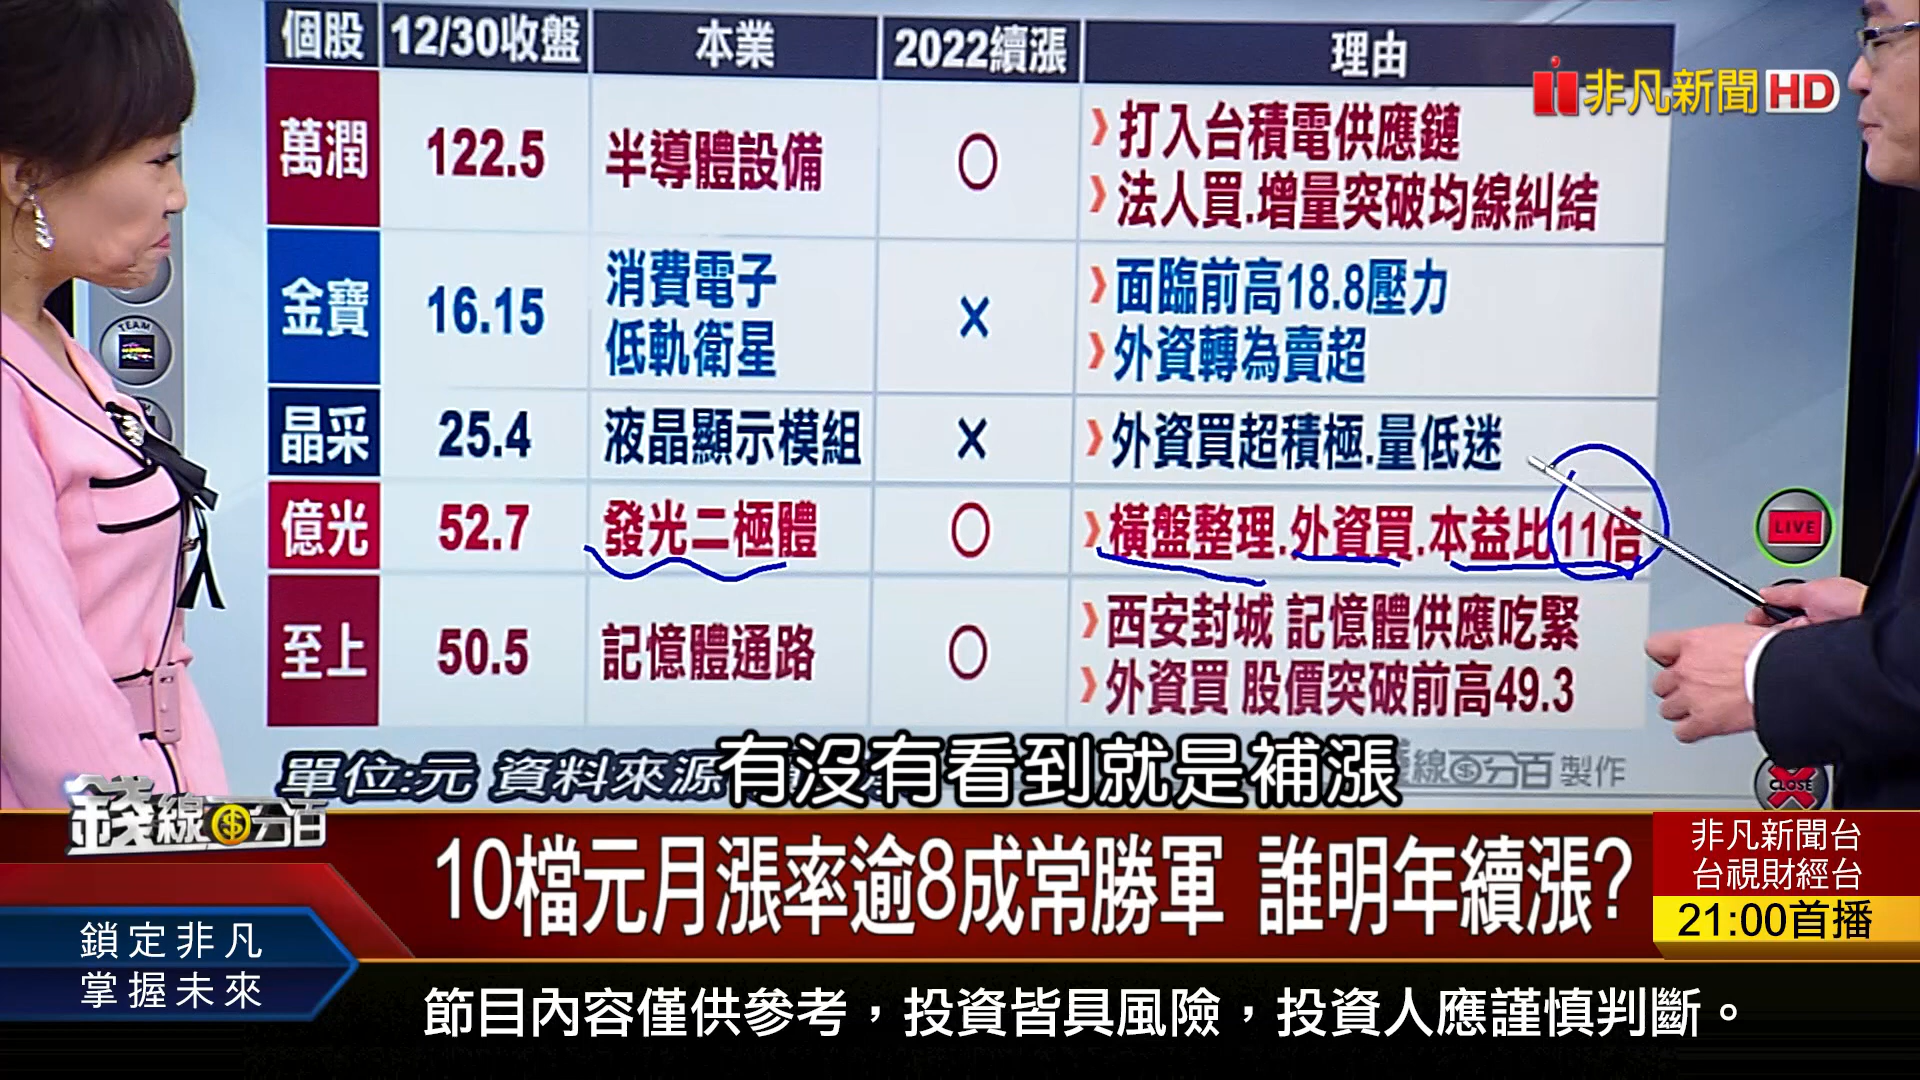 個股 12/30收盤 本業 2022續漲 理由
非凡新聞HD
萬潤 122.5 半導體設備 ○ 打入台積電供應鏈
法人買.增量突破均線糾結
金寶 16.15 消費電子 × 面臨前高18.8壓力
低軌衛星 外資轉為賣超
晶采 25.4 液晶顯示模組 × 外資買超積極.量低迷
億光 52.7 發光二極體 ○ 橫盤整理.外資買.本益比11倍
至上 50.5 記憶體通路 ○ 西安封城 記憶體供應吃緊
外資買 股價突破前高49.3
TEAM
LIVE
CLOSE
單位:元 資料來源
錢線百分百 製作
有沒有看到就是補漲
錢線百分百
10檔元月漲率逾8成常勝軍 誰明年續漲?
非凡新聞台
台視財經台
21:00首播
鎖定非凡
掌握未來
節目內容僅供參考，投資皆具風險，投資人應謹慎判斷。